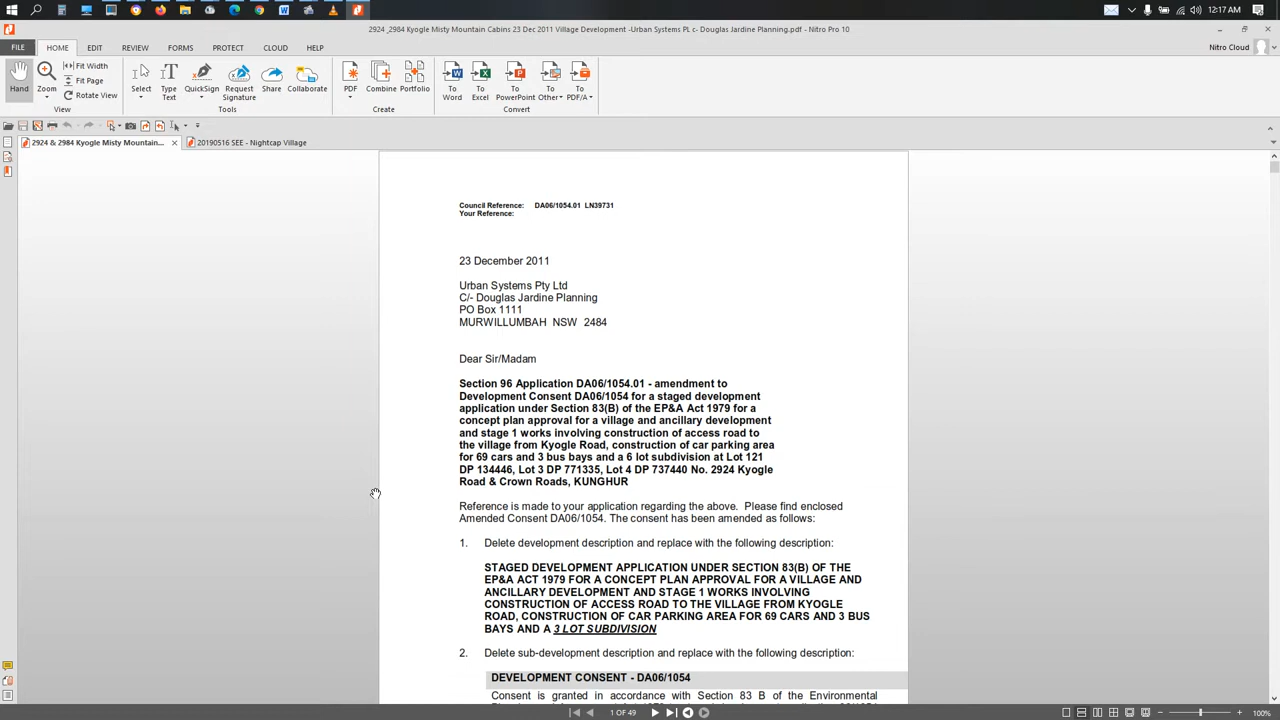 12:17 AM
2924 _2984 Kyogle Misty Mountain Cabins 23 Dec 2011 Village Development -Urban Systems PL c- Douglas Jardine Planning.pdf - Nitro Pro 10
FILE HOME EDIT REVIEW FORMS PROTECT CLOUD HELP Nitro Cloud
Fit Width
Fit Page
Rotate View
Hand Zoom Select Type Text QuickSign Request Signature Share Collaborate PDF Combine Portfolio To Word To Excel To PowerPoint To Other To PDF/A
View Tools Create Convert
2924 & 2984 Kyogle Misty Mountain... 20190516 SEE - Nightcap Village
Council Reference: DA06/1054.01 LN39731
Your Reference:
23 December 2011
Urban Systems Pty Ltd
C/- Douglas Jardine Planning
PO Box 1111
MURWILLUMBAH NSW 2484
Dear Sir/Madam
Section 96 Application DA06/1054.01 - amendment to
Development Consent DA06/1054 for a staged development
application under Section 83(B) of the EP&A Act 1979 for a
concept plan approval for a village and ancillary development
and stage 1 works involving construction of access road to
the village from Kyogle Road, construction of car parking area
for 69 cars and 3 bus bays and a 6 lot subdivision at Lot 121
DP 134446, Lot 3 DP 771335, Lot 4 DP 737440 No. 2924 Kyogle
Road & Crown Roads, KUNGHUR
Reference is made to your application regarding the above. Please find enclosed
Amended Consent DA06/1054. The consent has been amended as follows:
1. Delete development description and replace with the following description:
STAGED DEVELOPMENT APPLICATION UNDER SECTION 83(B) OF THE
EP&A ACT 1979 FOR A CONCEPT PLAN APPROVAL FOR A VILLAGE AND
ANCILLARY DEVELOPMENT AND STAGE 1 WORKS INVOLVING
CONSTRUCTION OF ACCESS ROAD TO THE VILLAGE FROM KYOGLE
ROAD, CONSTRUCTION OF CAR PARKING AREA FOR 69 CARS AND 3 BUS
BAYS AND A 3 LOT SUBDIVISION
2. Delete sub-development description and replace with the following description:
DEVELOPMENT CONSENT - DA06/1054
Consent is granted in accordance with Section 83 B of the Environmental
1 OF 49
100%